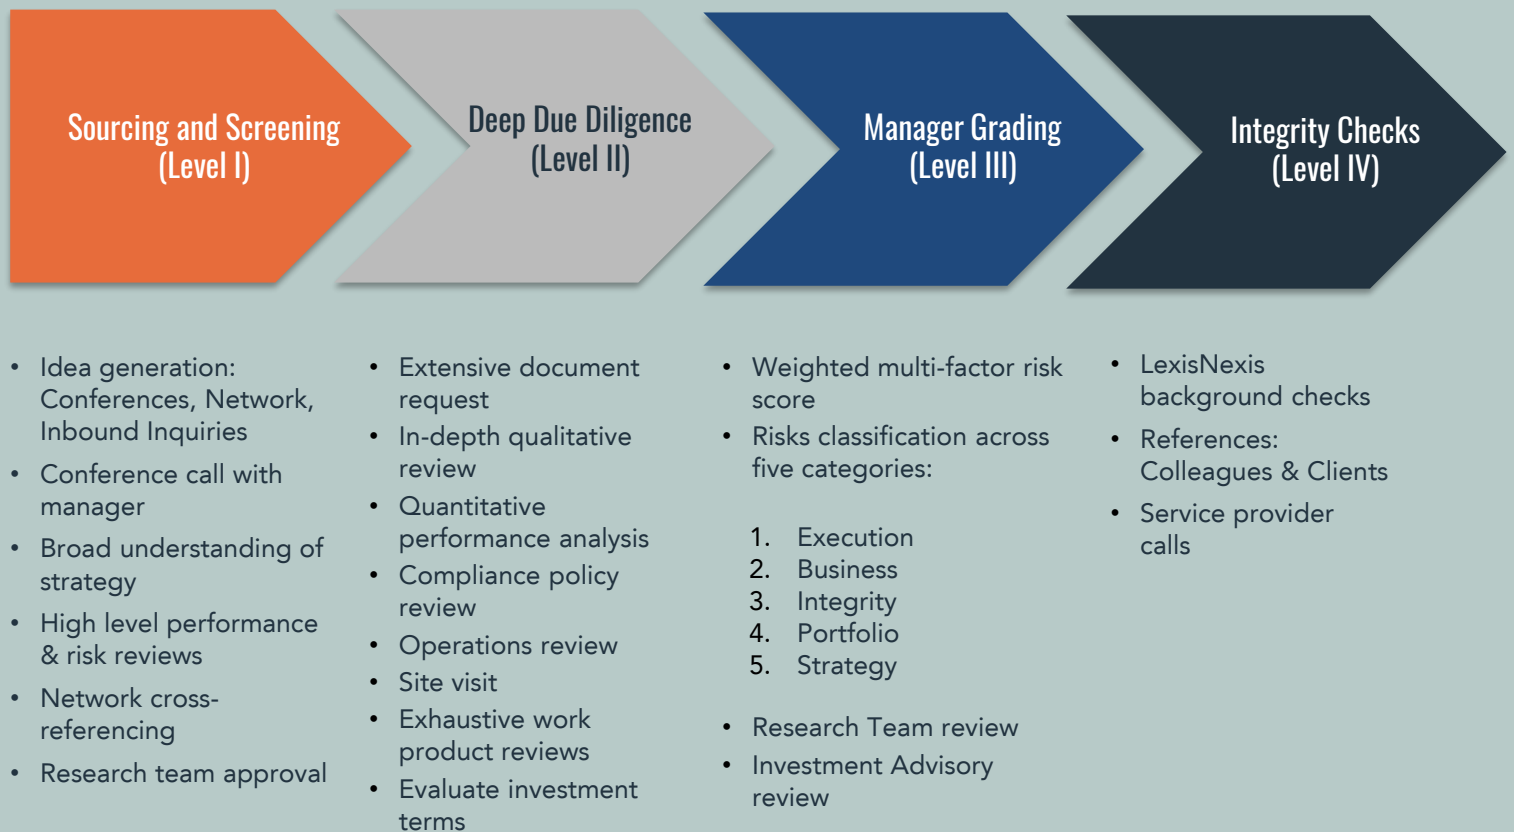 Sourcing and Screening
(Level I)
Deep Due Diligence
(Level II)
Manager Grading
(Level III)
Integrity Checks
(Level IV)
• Idea generation:
Conferences, Network,
Inbound Inquiries
• Conference call with
manager
• Broad understanding of
strategy
• High level performance
& risk reviews
• Network cross-
referencing
• Research team approval
• Extensive document
request
• In-depth qualitative
review
• Quantitative
performance analysis
• Compliance policy
review
• Operations review
• Site visit
• Exhaustive work
product reviews
• Evaluate investment
terms
• Weighted multi-factor risk
score
• Risks classification across
five categories:
1. Execution
2. Business
3. Integrity
4. Portfolio
5. Strategy
• Research Team review
• Investment Advisory
review
• LexisNexis
background checks
• References:
Colleagues & Clients
• Service provider
calls